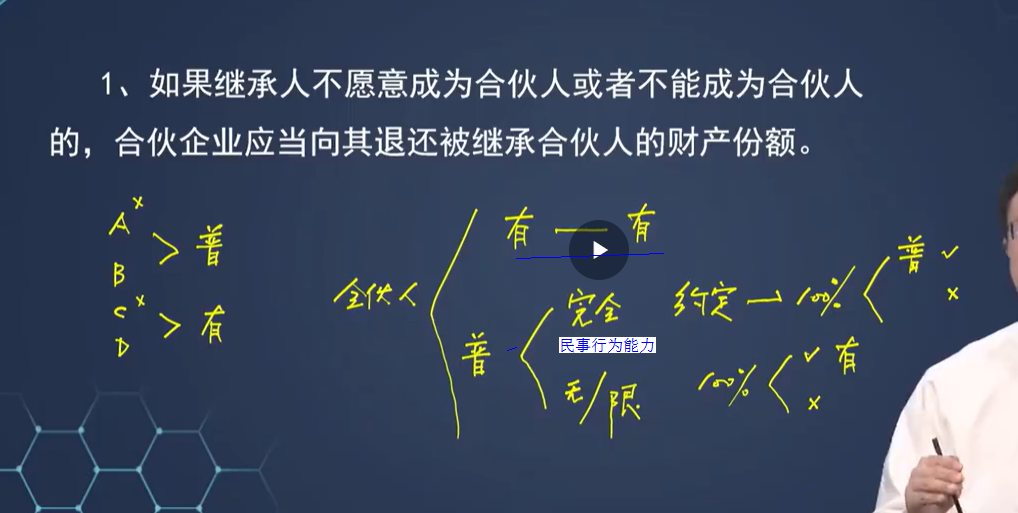 1、如果继承人不愿意成为合伙人或者不能成为合伙人
的，合伙企业应当向其退还被继承合伙人的财产份额。
A × 普
B
C × 有
D
合伙人
有 — 有
普
完全 约定 → 100% 普 ✓
×
民事行为能力
无/限 100% ✓ 有
×